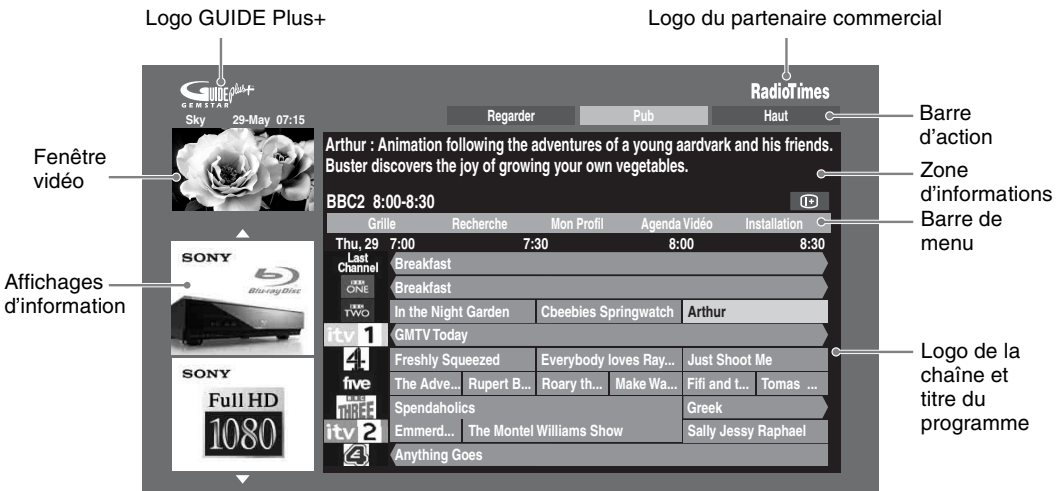 Logo GUIDE Plus+
Logo du partenaire commercial
GUIDE Plus+
GEMSTAR
RadioTimes
Regarder Pub Haut
Barre
d'action
Sky 29-May 07:15
Fenêtre
vidéo
Arthur : Animation following the adventures of a young aardvark and his friends.
Buster discovers the joy of growing your own vegetables.
Zone
d'informations
BBC2 8:00-8:30
Grille Recherche Mon Profil Agenda Vidéo Installation
Barre de
menu
Thu, 29 7:00 7:30 8:00 8:30
Last
Channel Breakfast
BBC
ONE Breakfast
BBC
TWO In the Night Garden Cbeebies Springwatch Arthur
itv 1 GMTV Today
4 Freshly Squeezed Everybody loves Ray... Just Shoot Me
five The Adve... Rupert B... Roary th... Make Wa... Fifi and t... Tomas ...
BBC
THREE Spendaholics Greek
itv 2 Emmerd... The Montel Williams Show Sally Jessy Raphael
4 Anything Goes
Affichages
d'information
SONY
Blu-ray Disc
SONY
Full HD
1080
Logo de la
chaîne et
titre du
programme